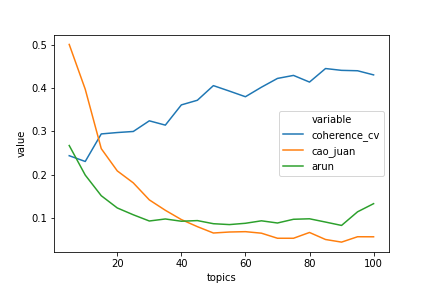 0.5
0.4
0.3
0.2
0.1
value
variable
coherence_cv
cao_juan
arun
20 40 60 80 100
topics